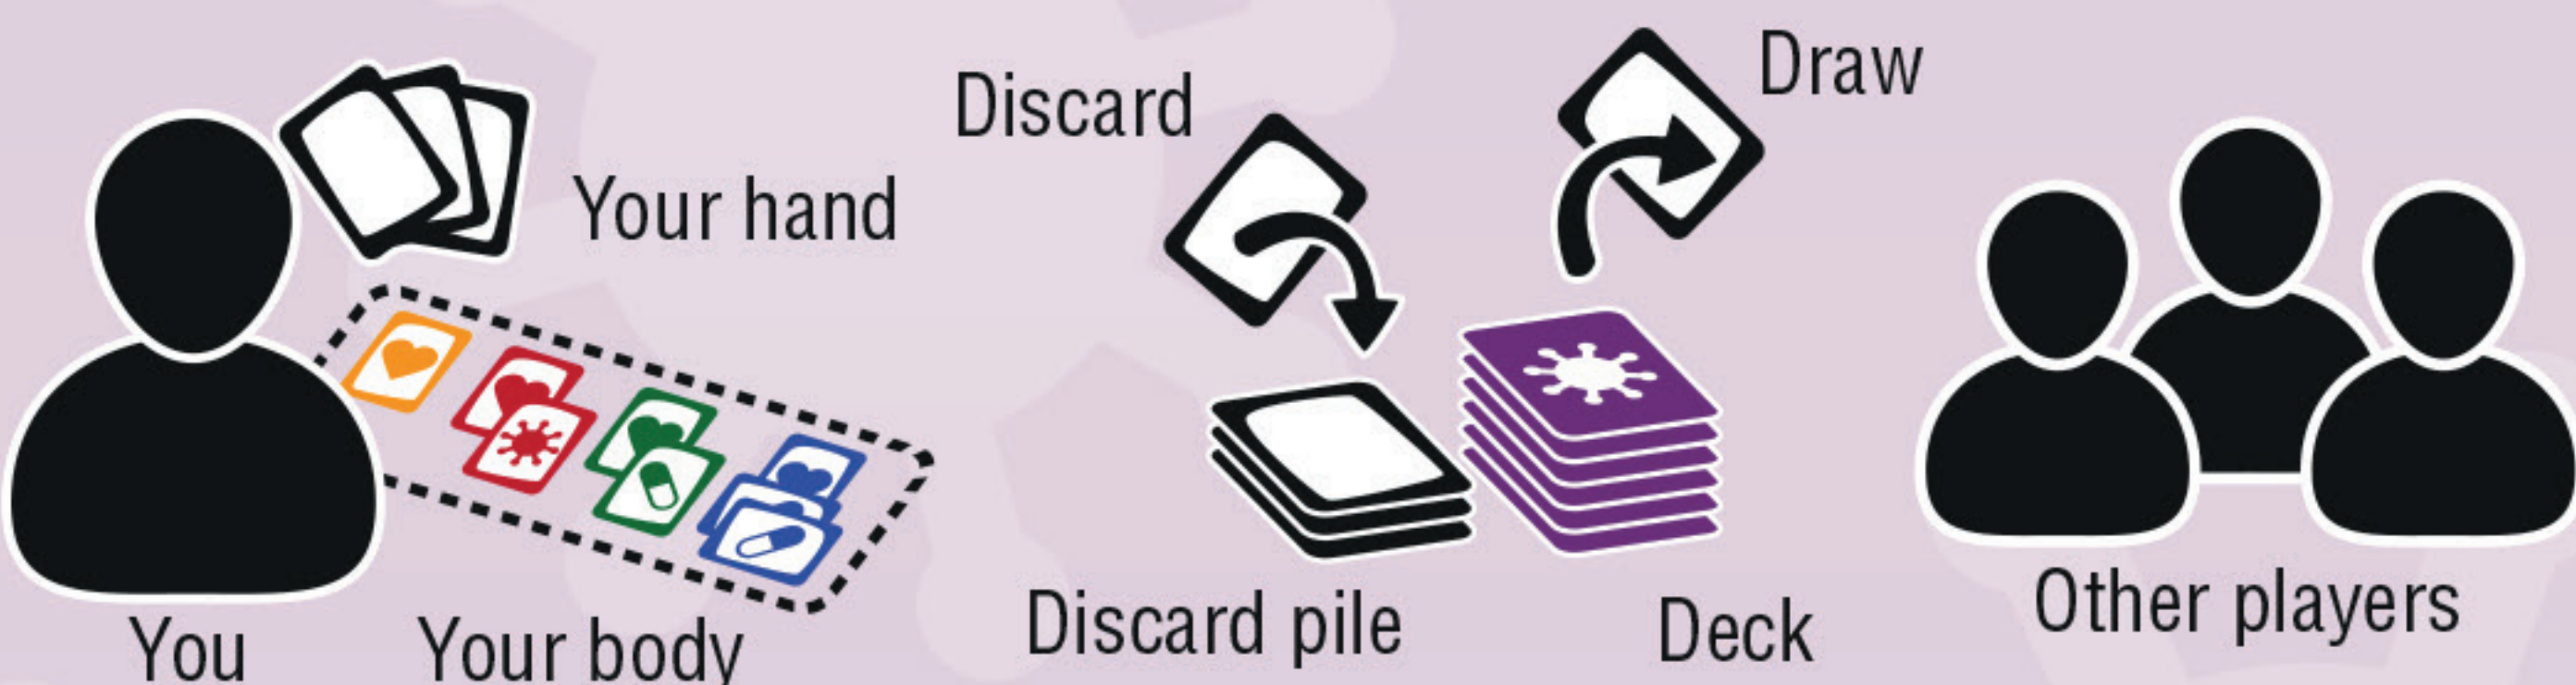 Draw
Discard
Your hand
Discard pile
Deck
Other players
You
Your body